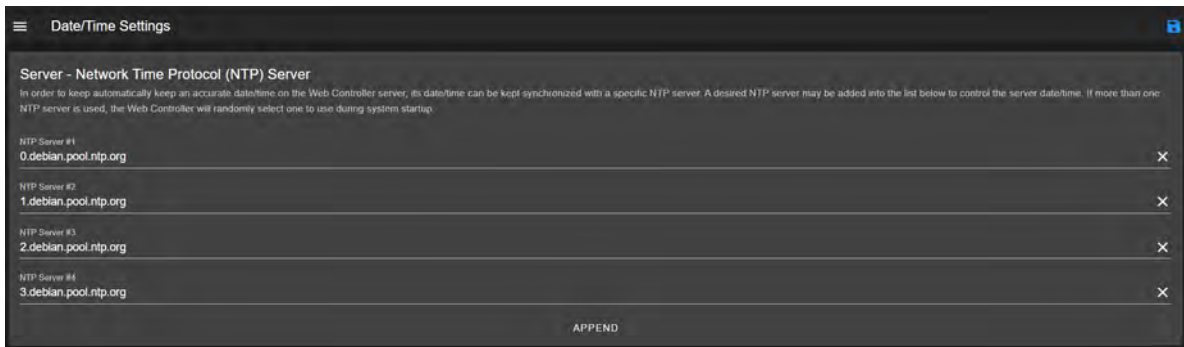 Date/Time Settings
Server - Network Time Protocol (NTP) Server
In order to keep automatically keep an accurate date/time on the Web Controller server, its date/time can be kept synchronized with a specific NTP server. A desired NTP server may be added into the list below to control the server date/time. If more than one
NTP server is used, the Web Controller will randomly select one to use during system startup.
NTP Server #1
0.debian.pool.ntp.org
NTP Server #2
1.debian.pool.ntp.org
NTP Server #3
2.debian.pool.ntp.org
NTP Server #4
3.debian.pool.ntp.org
APPEND